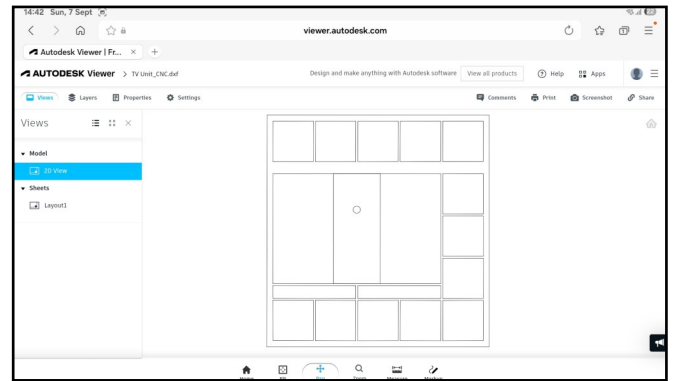 14:42 Sun, 7 Sept
viewer.autodesk.com
Autodesk Viewer | Fr... × +
AUTODESK Viewer > TV Unit_CNC.dxf
Design and make anything with Autodesk software View all products Help Apps
Views Layers Properties Settings
Comments Print Screenshot Share
Views
Model
2D View
Sheets
Layout1
Home Fit Pan Zoom Measure Markup